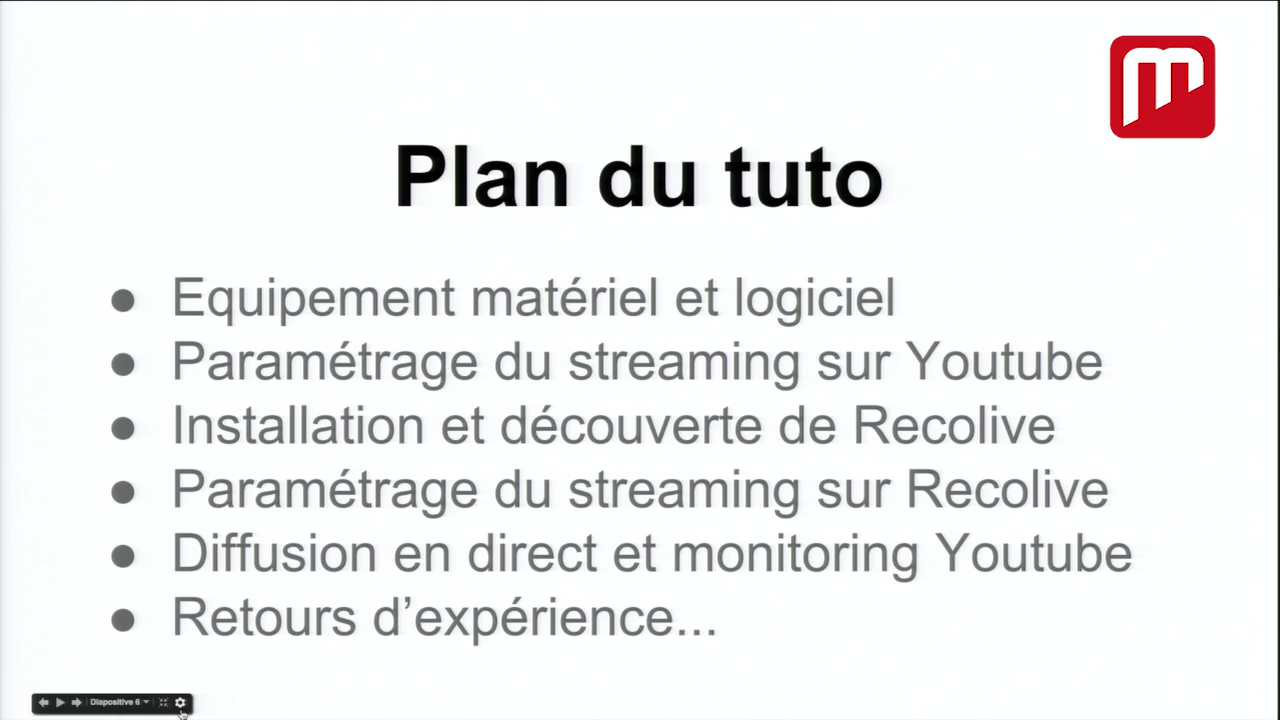 Plan du tuto
● Equipement matériel et logiciel
● Paramétrage du streaming sur Youtube
● Installation et découverte de Recolive
● Paramétrage du streaming sur Recolive
● Diffusion en direct et monitoring Youtube
● Retours d’expérience...
Diapositive 6